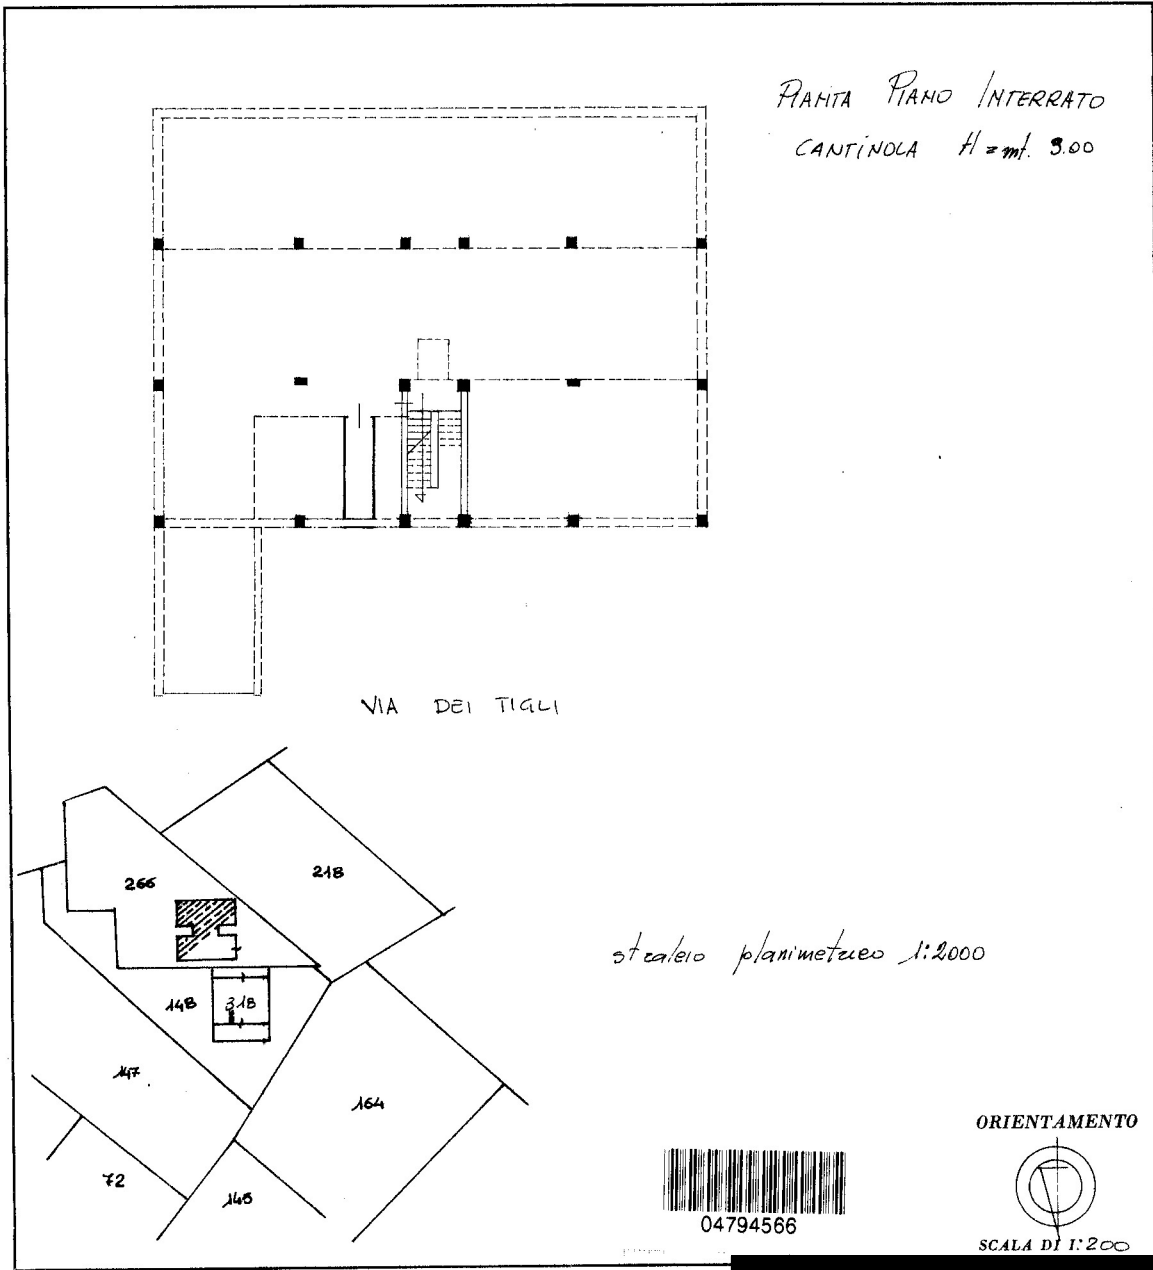 PIANTA PIANO INTERRATO
CANTINOLA H = mt. 3.00
VIA DEI TIGLI
218
266
stralcio planimetrico 1:2000
148
318
147
164
72
145
ORIENTAMENTO
04794566
SCALA DI 1:200